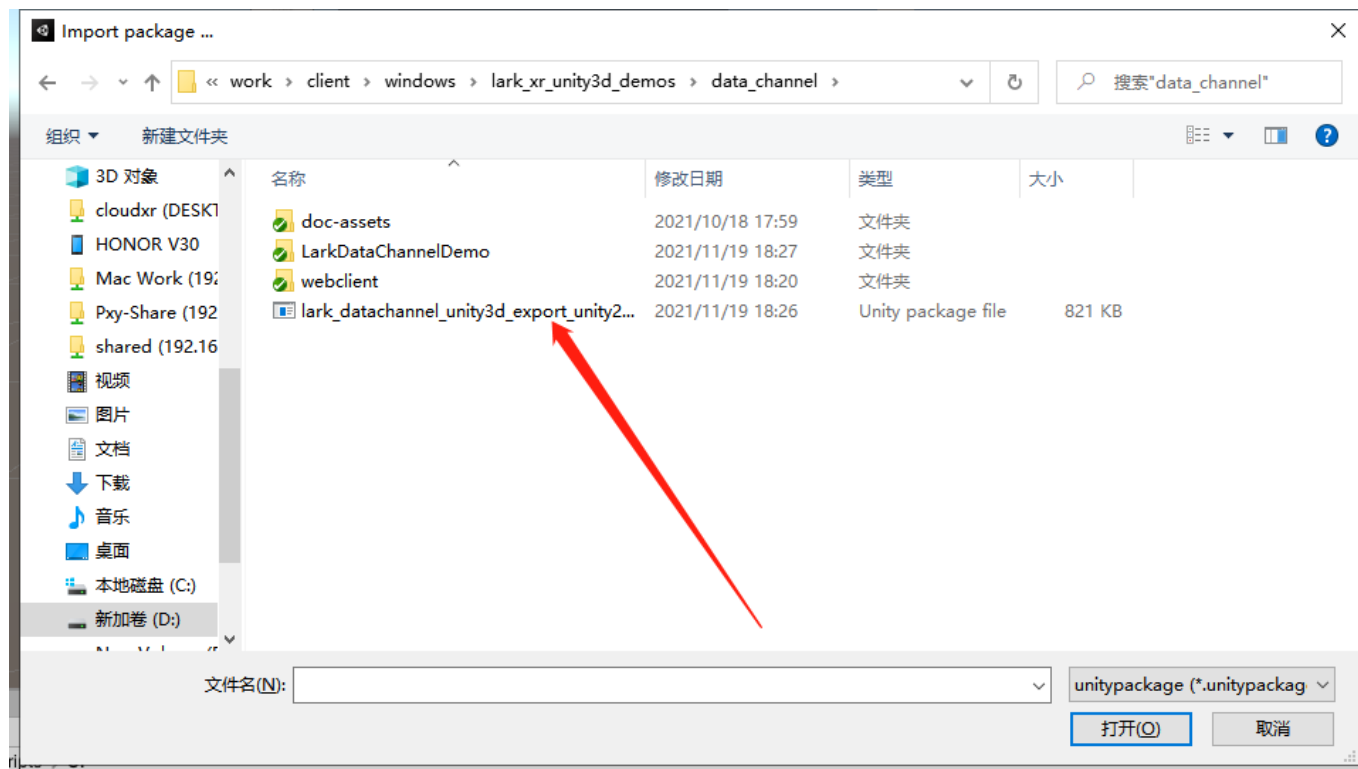 Import package ...
« work › client › windows › lark_xr_unity3d_demos › data_channel ›
搜索"data_channel"
组织
新建文件夹
3D 对象
cloudxr (DESKT
HONOR V30
Mac Work (192
Pxy-Share (192
shared (192.16
视频
图片
文档
下载
音乐
桌面
本地磁盘 (C:)
新加卷 (D:)
名称 修改日期 类型 大小
doc-assets 2021/10/18 17:59 文件夹
LarkDataChannelDemo 2021/11/19 18:27 文件夹
webclient 2021/11/19 18:20 文件夹
lark_datachannel_unity3d_export_unity2... 2021/11/19 18:26 Unity package file 821 KB
文件名(N):
unitypackage (*.unitypackag
打开(O)
取消